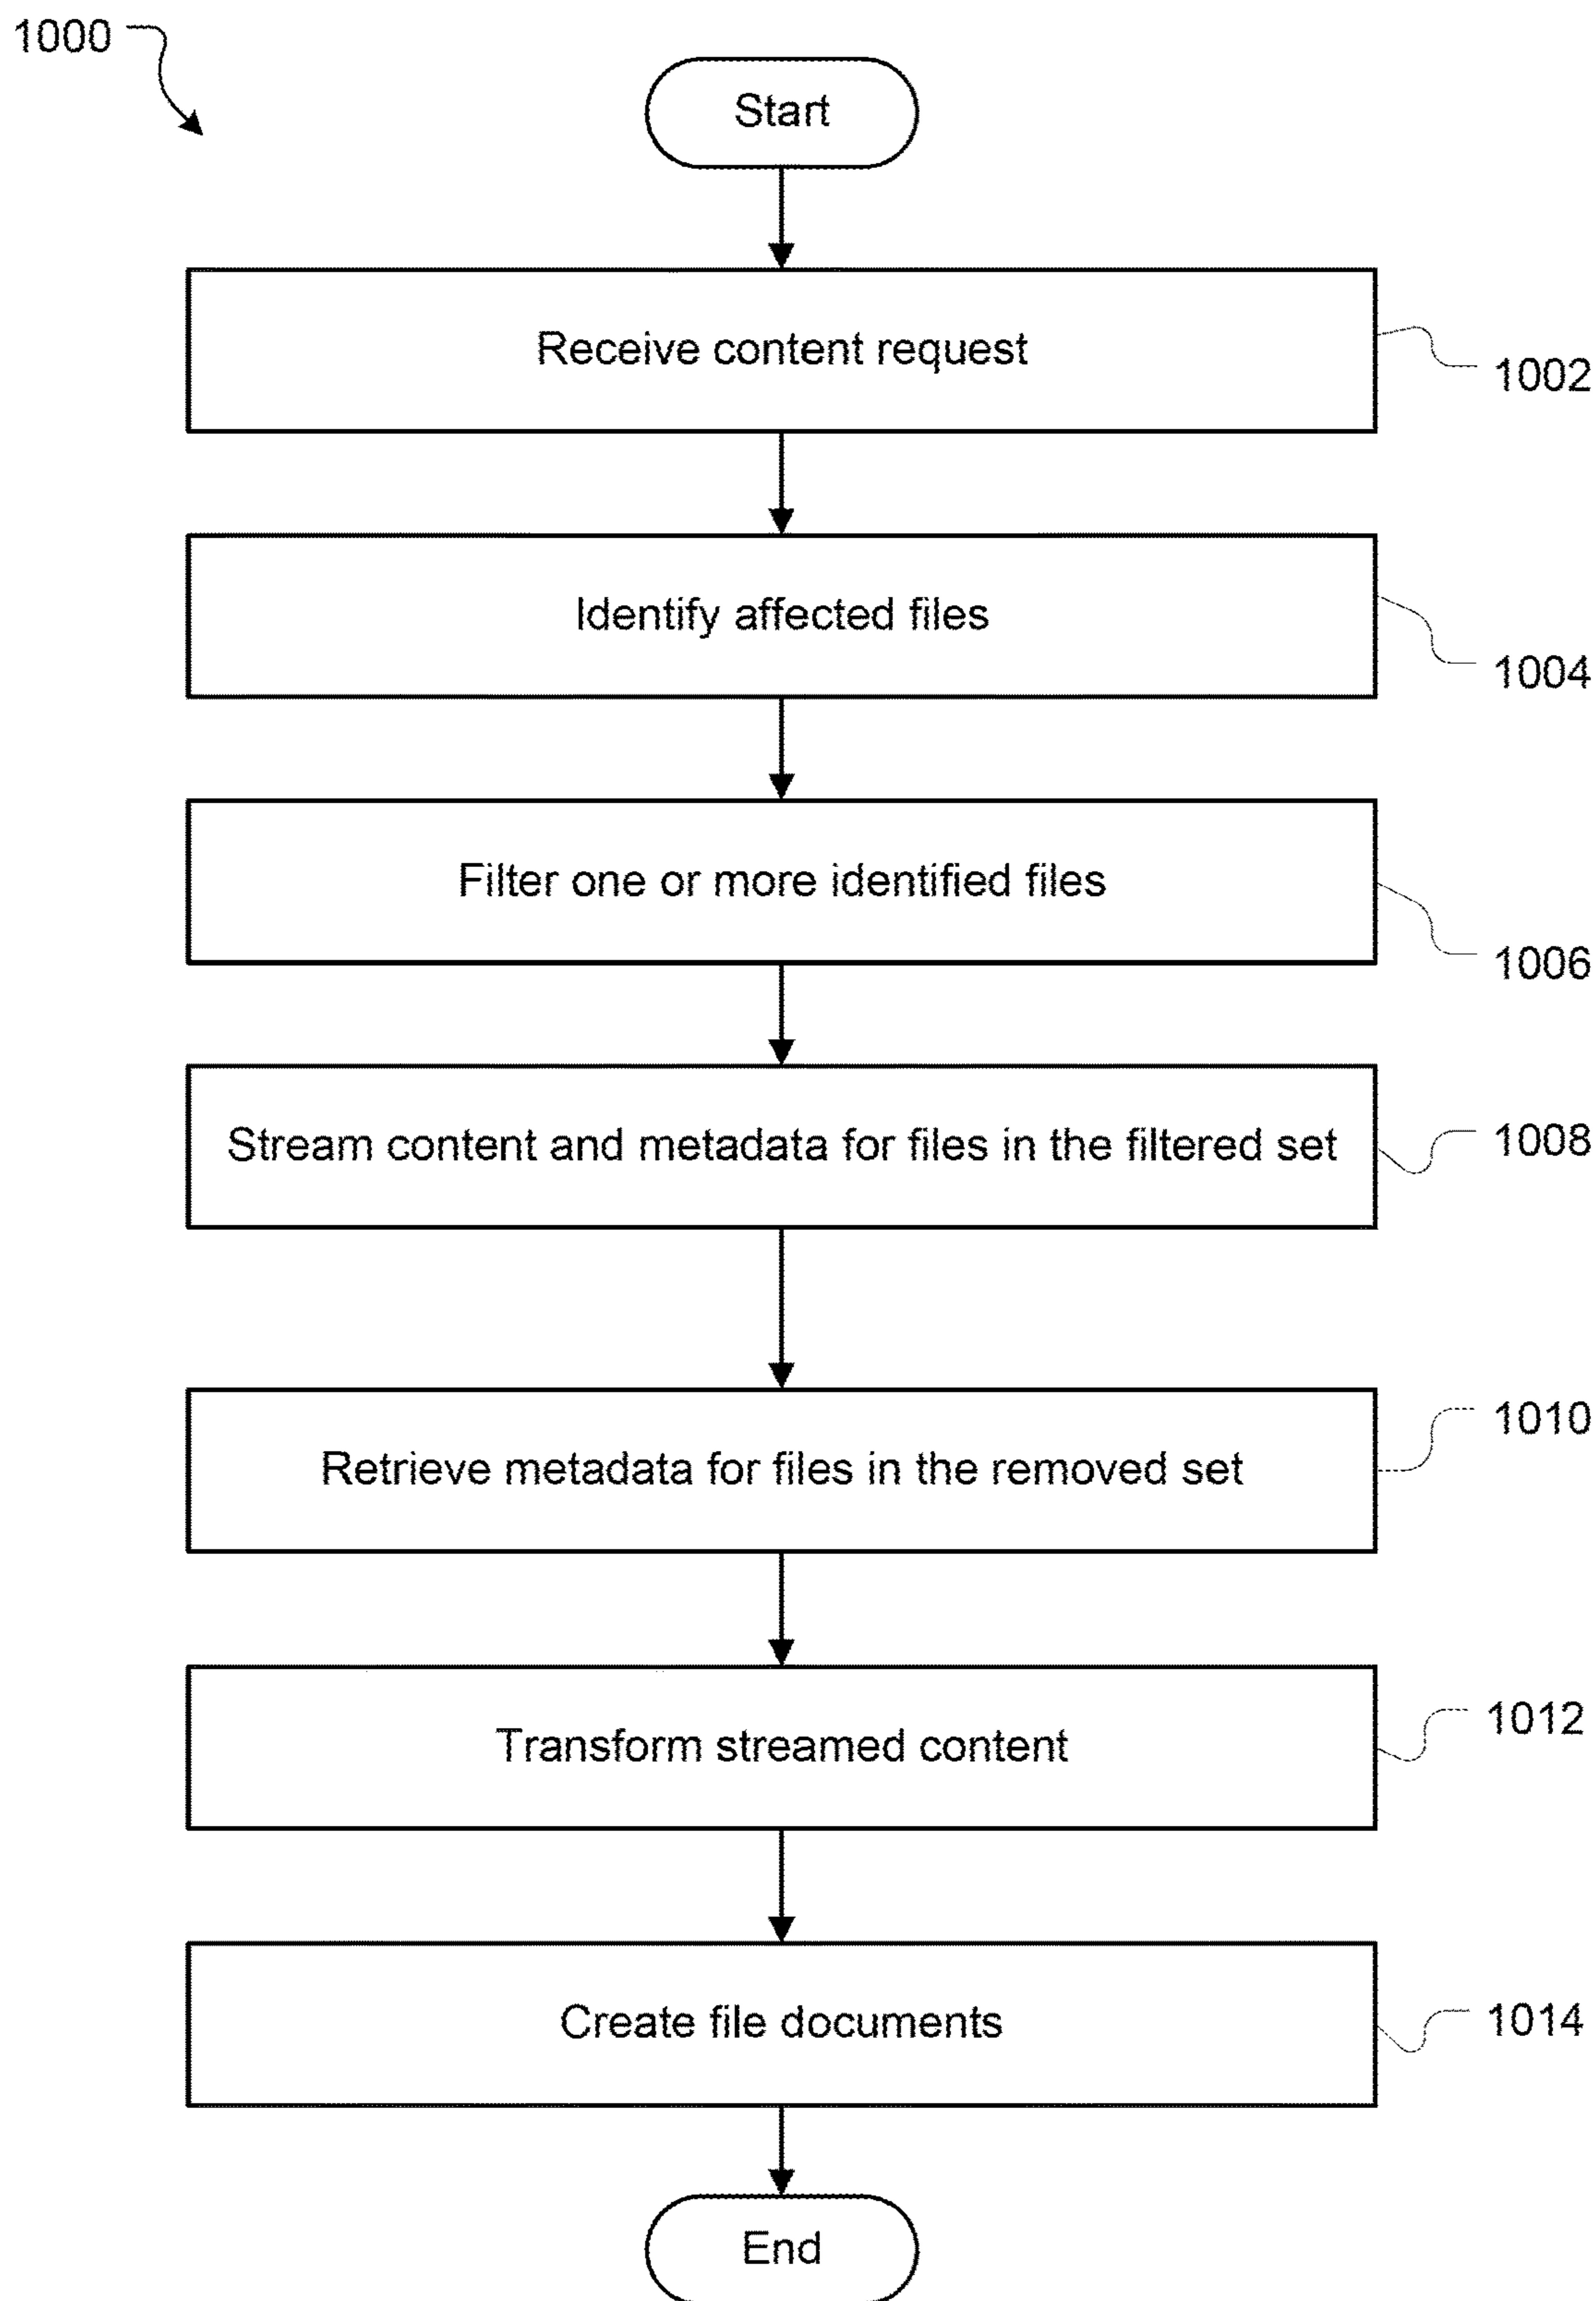 1000
Start
Receive content request
1002
Identify affected files
1004
Filter one or more identified files
1006
Stream content and metadata for files in the filtered set
1008
Retrieve metadata for files in the removed set
1010
Transform streamed content
1012
Create file documents
1014
End